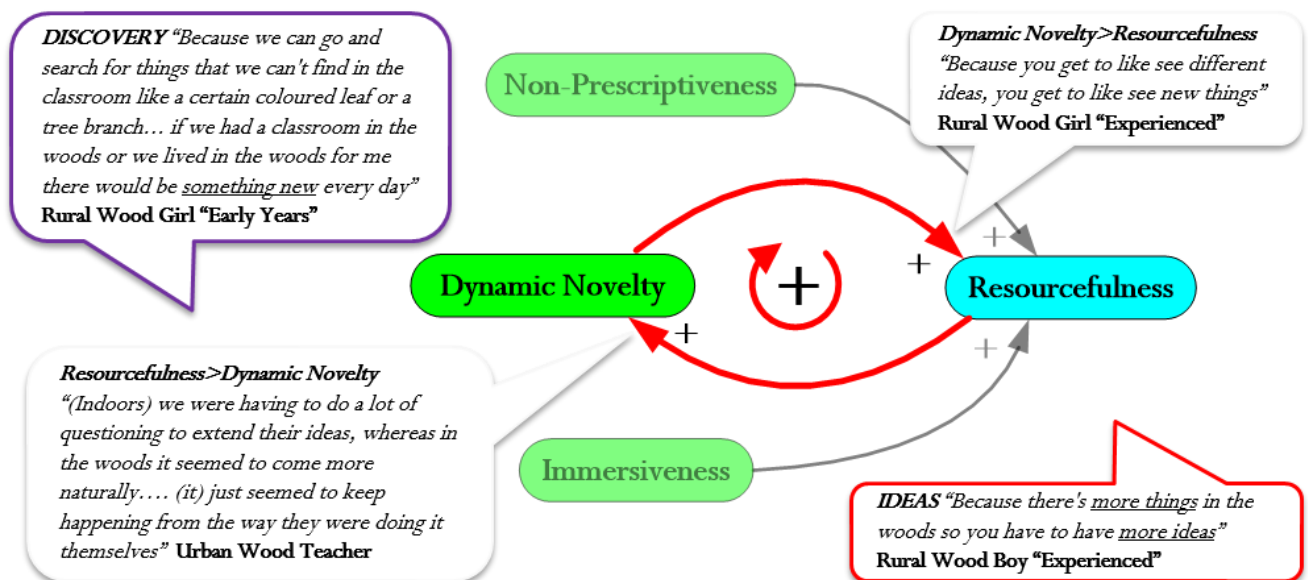 DISCOVERY “Because we can go and
search for things that we can't find in the
classroom like a certain coloured leaf or a
tree branch… if we had a classroom in the
woods or we lived in the woods for me
there would be something new every day”
Rural Wood Girl “Early Years”
Non-Prescriptiveness
Dynamic Novelty>Resourcefulness
“Because you get to like see different
ideas, you get to like see new things”
Rural Wood Girl “Experienced”
+
+
+
Dynamic Novelty
Resourcefulness
+
+
Resourcefulness>Dynamic Novelty
“(Indoors) we were having to do a lot of
questioning to extend their ideas, whereas in
the woods it seemed to come more
naturally…. (it) just seemed to keep
happening from the way they were doing it
themselves” Urban Wood Teacher
Immersiveness
IDEAS “Because there's more things in the
woods so you have to have more ideas”
Rural Wood Boy “Experienced”